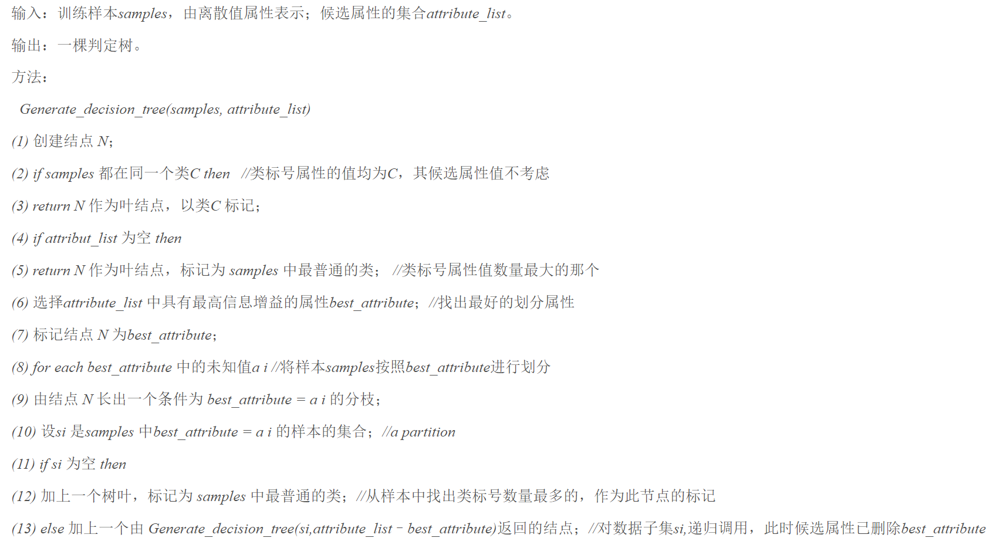 输入：训练样本samples，由离散值属性表示；候选属性的集合attribute_list。
输出：一棵判定树。
方法：
Generate_decision_tree(samples, attribute_list)
(1) 创建结点 N；
(2) if samples 都在同一个类C then //类标号属性的值均为C，其候选属性值不考虑
(3) return N 作为叶结点，以类C 标记；
(4) if attribut_list 为空 then
(5) return N 作为叶结点，标记为 samples 中最普通的类； //类标号属性值数量最大的那个
(6) 选择attribute_list 中具有最高信息增益的属性best_attribute；//找出最好的划分属性
(7) 标记结点 N 为best_attribute；
(8) for each best_attribute 中的未知值a i //将样本samples按照best_attribute进行划分
(9) 由结点 N 长出一个条件为 best_attribute = a i 的分枝；
(10) 设si 是samples 中best_attribute = a i 的样本的集合；//a partition
(11) if si 为空 then
(12) 加上一个树叶，标记为 samples 中最普通的类；//从样本中找出类标号数量最多的，作为此节点的标记
(13) else 加上一个由 Generate_decision_tree(si,attribute_list－best_attribute)返回的结点；//对数据子集si,递归调用，此时候选属性已删除best_attribute